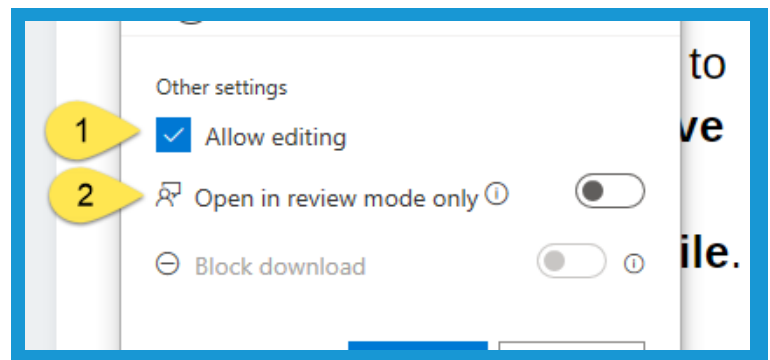 to
Other settings
1 Allow editing ve
2 Open in review mode only
Block download ile.